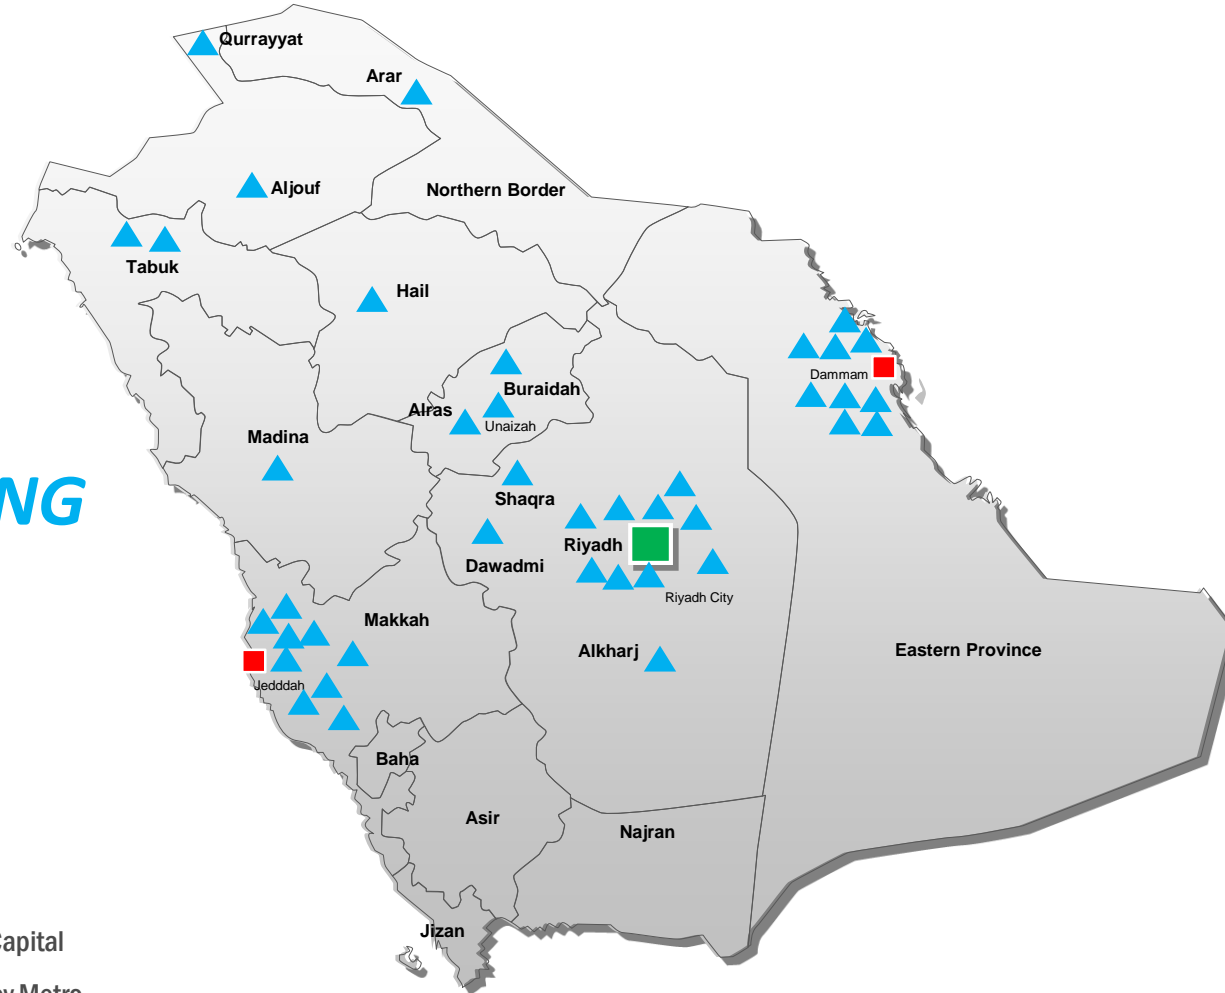 Qurrayyat
Arar
Aljouf
Northern Border
Tabuk
Hail
Dammam
Buraidah
Alras
Unaizah
Madina
Shaqra
NG
Riyadh
Dawadmi
Riyadh City
Makkah
Alkharj
Eastern Province
Jedddah
Baha
Asir
Najran
Jizan
Capital
Metro